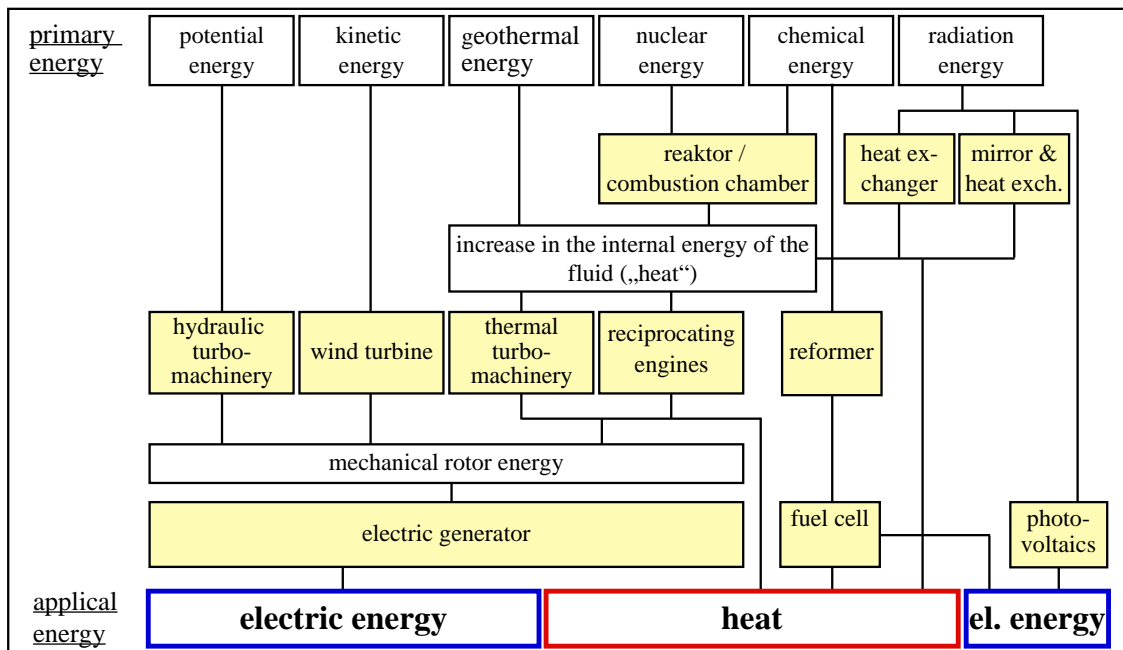 primary
energy
potential
energy
kinetic
energy
geothermal
energy
nuclear
energy
chemical
energy
radiation
energy
reaktor /
combustion chamber
heat ex-
changer
mirror &
heat exch.
increase in the internal energy of the
fluid („heat“)
hydraulic
turbo-
machinery
wind turbine
thermal
turbo-
machinery
reciprocating
engines
reformer
mechanical rotor energy
electric generator
fuel cell
photo-
voltaics
applical
energy
electric energy
heat
el. energy